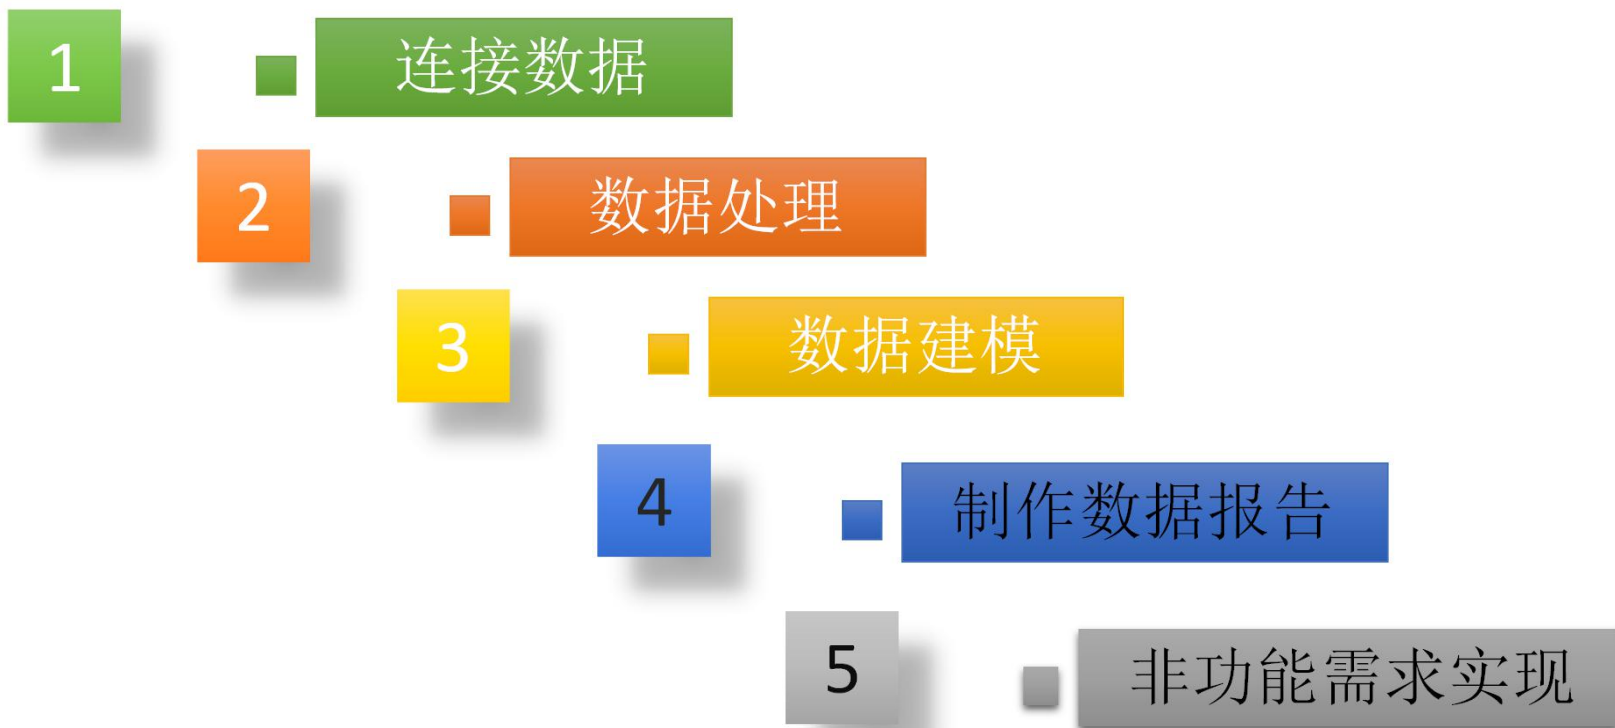 1 连接数据
2 数据处理
3 数据建模
4 制作数据报告
5 非功能需求实现